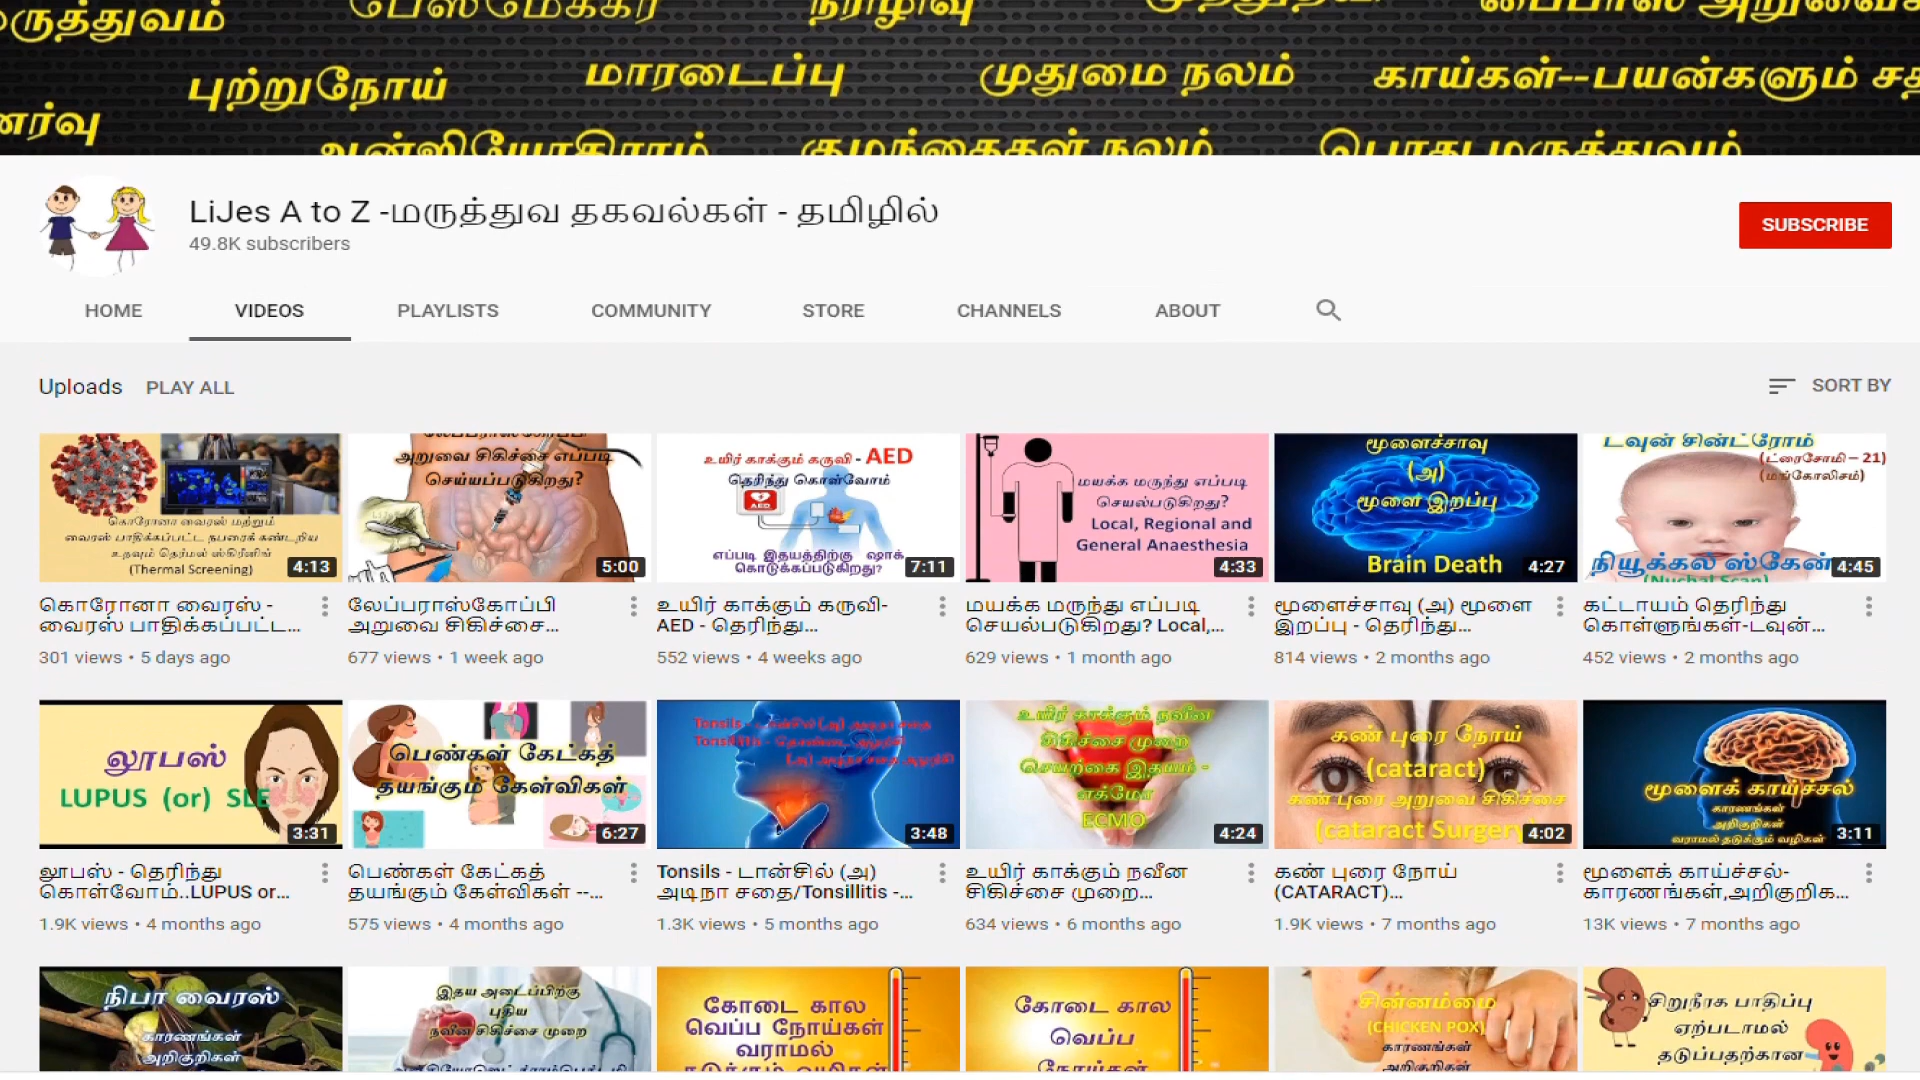 புற்றுநோய்
மாரடைப்பு
முதுமை நலம்
காய்கள்--பயன்களும்
LiJes A to Z -மருத்துவ தகவல்கள் - தமிழில்
49.8K subscribers
SUBSCRIBE
HOME
VIDEOS
PLAYLISTS
COMMUNITY
STORE
CHANNELS
ABOUT
Uploads
PLAY ALL
SORT BY
கொரோனா வைரஸ் மற்றும்
வைரஸ் பாதிக்கப்பட்ட நபரைக் கண்டறிய
உதவும் தெர்மல் ஸ்கிரீனிங்
(Thermal Screening)
4:13
அறுவை சிகிச்சை எப்படி
செய்யப்படுகிறது?
5:00
உயிர் காக்கும் கருவி - AED
தெரிந்து கொள்வோம்
AED
எப்படி இதயத்திற்கு ஷாக்
கொடுக்கப்படுகிறது?
7:11
மயக்க மருந்து எப்படி
செயல்படுகிறது?
Local, Regional and
General Anaesthesia
4:33
மூளைச்சாவு
(அ)
மூளை இறப்பு
Brain Death
4:27
டவுன் சின்ட்ரோம்
(ட்ரைசோமி – 21)
(மங்கோலிசம்)
நியூக்கல் ஸ்கேன்
(Nuchal Scan)
4:45
கொரோனா வைரஸ் -
வைரஸ் பாதிக்கப்பட்ட...
301 views • 5 days ago
லேப்பராஸ்கோப்பி
அறுவை சிகிச்சை...
677 views • 1 week ago
உயிர் காக்கும் கருவி-
AED - தெரிந்து...
552 views • 4 weeks ago
மயக்க மருந்து எப்படி
செயல்படுகிறது? Local,...
629 views • 1 month ago
மூளைச்சாவு (அ) மூளை
இறப்பு - தெரிந்து...
814 views • 2 months ago
கட்டாயம் தெரிந்து
கொள்ளுங்கள்-டவுன்...
452 views • 2 months ago
லூபஸ்
LUPUS (or) SLE
3:31
பெண்கள் கேட்கத்
தயங்கும் கேள்விகள்
6:27
3:48
உயிர் காக்கும் நவீன
சிகிச்சை முறை
செயற்கை இதயம் -
எக்மோ
ECMO
4:24
கண் புரை நோய்
(cataract)
கண் புரை அறுவை சிகிச்சை
(cataract Surgery)
4:02
மூளைக் காய்ச்சல்
காரணங்கள்
அறிகுறிகள்
வராமல் தடுக்கும் வழிகள்
3:11
லூபஸ் - தெரிந்து
கொள்வோம்..LUPUS or...
1.9K views • 4 months ago
பெண்கள் கேட்கத்
தயங்கும் கேள்விகள் --...
575 views • 4 months ago
Tonsils - டான்சில் (அ)
அடிநா சதை/Tonsillitis -...
1.3K views • 5 months ago
உயிர் காக்கும் நவீன
சிகிச்சை முறை...
634 views • 6 months ago
கண் புரை நோய்
(CATARACT)...
1.9K views • 7 months ago
மூளைக் காய்ச்சல்-
காரணங்கள்,அறிகுறிக...
13K views • 7 months ago
நிபா வைரஸ்
காரணங்கள்
அறிகுறிகள்
இதய அடைப்பிற்கு
புதிய
நவீன சிகிச்சை முறை
கோடை கால
வெப்ப நோய்கள்
வராமல்
தடுக்கும் வழிகள்
கோடை கால
வெப்ப
நோய்கள்
சின்னம்மை
(CHICKEN POX)
காரணங்கள்
அறிகுறிகள்
சிறுநீரக பாதிப்பு
ஏற்படாமல்
தடுப்பதற்கான